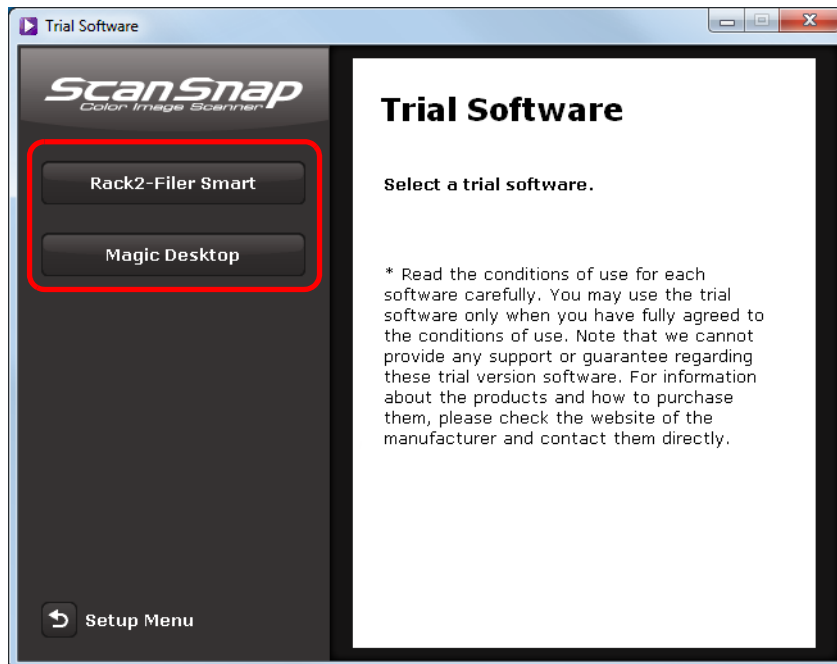 Trial Software
ScanSnap
Color Image Scanner
Rack2-Filer Smart
Magic Desktop
Setup Menu
Trial Software
Select a trial software.
* Read the conditions of use for each
software carefully. You may use the trial
software only when you have fully agreed to
the conditions of use. Note that we cannot
provide any support or guarantee regarding
these trial version software. For information
about the products and how to purchase
them, please check the website of the
manufacturer and contact them directly.